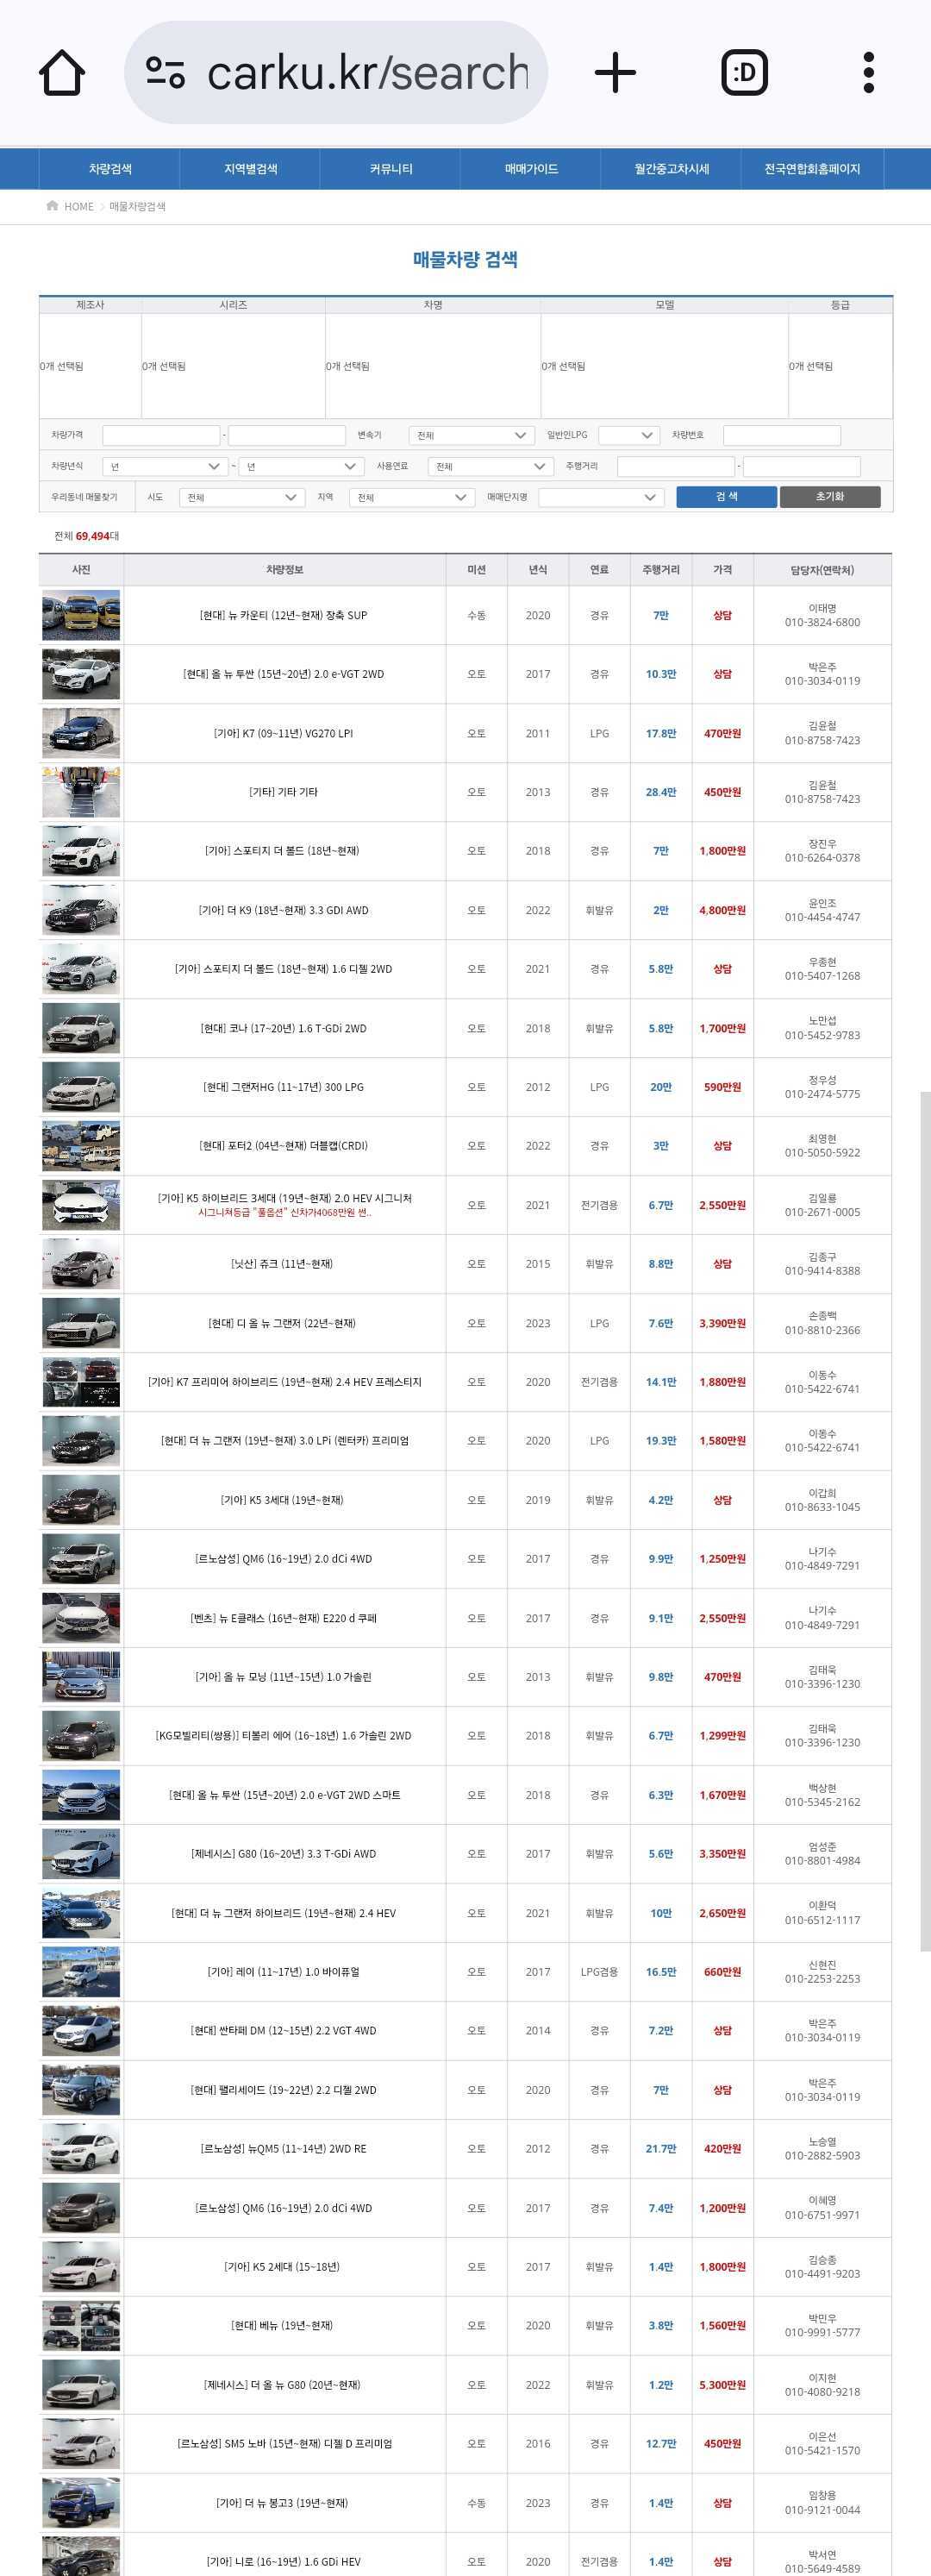 carku.kr/search
:D
차량검색 지역별검색 커뮤니티 매매가이드 월간중고차시세 전국연합회홈페이지
HOME > 매물차량검색
매물차량 검색
제조사 시리즈 차명 모델 등급
0개 선택됨 0개 선택됨 0개 선택됨 0개 선택됨 0개 선택됨
차량가격 - 변속기 전체 일반인LPG 차량번호
차량년식 년 ~ 년 사용연료 전체 주행거리 -
우리동네 매물찾기 시도 전체 지역 전체 매매단지명 검 색 초기화
전체 69,494대
사진 차량정보 미션 년식 연료 주행거리 가격 담당자(연락처)
[현대] 뉴 카운티 (12년~현재) 장축 SUP 수동 2020 경유 7만 상담 이태명
010-3824-6800
[현대] 올 뉴 투싼 (15년~20년) 2.0 e-VGT 2WD 오토 2017 경유 10.3만 상담 박은주
010-3034-0119
[기아] K7 (09~11년) VG270 LPI 오토 2011 LPG 17.8만 470만원 김윤철
010-8758-7423
[기타] 기타 기타 오토 2013 경유 28.4만 450만원 김윤철
010-8758-7423
[기아] 스포티지 더 볼드 (18년~현재) 오토 2018 경유 7만 1,800만원 장진우
010-6264-0378
[기아] 더 K9 (18년~현재) 3.3 GDI AWD 오토 2022 휘발유 2만 4,800만원 윤인조
010-4454-4747
[기아] 스포티지 더 볼드 (18년~현재) 1.6 디젤 2WD 오토 2021 경유 5.8만 상담 우종현
010-5407-1268
[현대] 코나 (17~20년) 1.6 T-GDi 2WD 오토 2018 휘발유 5.8만 1,700만원 노만섭
010-5452-9783
[현대] 그랜저HG (11~17년) 300 LPG 오토 2012 LPG 20만 590만원 정우성
010-2474-5775
[현대] 포터2 (04년~현재) 더블캡(CRDI) 오토 2022 경유 3만 상담 최영현
010-5050-5922
[기아] K5 하이브리드 3세대 (19년~현재) 2.0 HEV 시그니처 오토 2021 전기겸용 6.7만 2,550만원 김일룡
시그니쳐등급 "풀옵션" 신차가4068만원 썬.. 010-2671-0005
[닛산] 쥬크 (11년~현재) 오토 2015 휘발유 8.8만 상담 김종구
010-9414-8388
[현대] 디 올 뉴 그랜저 (22년~현재) 오토 2023 LPG 7.6만 3,390만원 손종백
010-8810-2366
[기아] K7 프리미어 하이브리드 (19년~현재) 2.4 HEV 프레스티지 오토 2020 전기겸용 14.1만 1,880만원 이동수
010-5422-6741
[현대] 더 뉴 그랜저 (19년~현재) 3.0 LPi (렌터카) 프리미엄 오토 2020 LPG 19.3만 1,580만원 이동수
010-5422-6741
[기아] K5 3세대 (19년~현재) 오토 2019 휘발유 4.2만 상담 이갑희
010-8633-1045
[르노삼성] QM6 (16~19년) 2.0 dCi 4WD 오토 2017 경유 9.9만 1,250만원 나기수
010-4849-7291
[벤츠] 뉴 E클래스 (16년~현재) E220 d 쿠페 오토 2017 경유 9.1만 2,550만원 나기수
010-4849-7291
[기아] 올 뉴 모닝 (11년~15년) 1.0 가솔린 오토 2013 휘발유 9.8만 470만원 김태욱
010-3396-1230
[KG모빌리티(쌍용)] 티볼리 에어 (16~18년) 1.6 가솔린 2WD 오토 2018 휘발유 6.7만 1,299만원 김태욱
010-3396-1230
[현대] 올 뉴 투싼 (15년~20년) 2.0 e-VGT 2WD 스마트 오토 2018 경유 6.3만 1,670만원 백상현
010-5345-2162
[제네시스] G80 (16~20년) 3.3 T-GDi AWD 오토 2017 휘발유 5.6만 3,350만원 엄성준
010-8801-4984
[현대] 더 뉴 그랜저 하이브리드 (19년~현재) 2.4 HEV 오토 2021 휘발유 10만 2,650만원 이환덕
010-6512-1117
[기아] 레이 (11~17년) 1.0 바이퓨얼 오토 2017 LPG겸용 16.5만 660만원 신현진
010-2253-2253
[현대] 싼타페 DM (12~15년) 2.2 VGT 4WD 오토 2014 경유 7.2만 상담 박은주
010-3034-0119
[현대] 팰리세이드 (19~22년) 2.2 디젤 2WD 오토 2020 경유 7만 상담 박은주
010-3034-0119
[르노삼성] 뉴QM5 (11~14년) 2WD RE 오토 2012 경유 21.7만 420만원 노승열
010-2882-5903
[르노삼성] QM6 (16~19년) 2.0 dCi 4WD 오토 2017 경유 7.4만 1,200만원 이혜영
010-6751-9971
[기아] K5 2세대 (15~18년) 오토 2017 휘발유 1.4만 1,800만원 김승종
010-4491-9203
[현대] 베뉴 (19년~현재) 오토 2020 휘발유 3.8만 1,560만원 박민우
010-9991-5777
[제네시스] 더 올 뉴 G80 (20년~현재) 오토 2022 휘발유 1.2만 5,300만원 이지현
010-4080-9218
[르노삼성] SM5 노바 (15년~현재) 디젤 D 프리미엄 오토 2016 경유 12.7만 450만원 이은선
010-5421-1570
[기아] 더 뉴 봉고3 (19년~현재) 수동 2023 경유 1.4만 상담 임창용
010-9121-0044
[기아] 니로 (16~19년) 1.6 GDi HEV 오토 2020 전기겸용 1.4만 상담 박서연
010-5649-4589